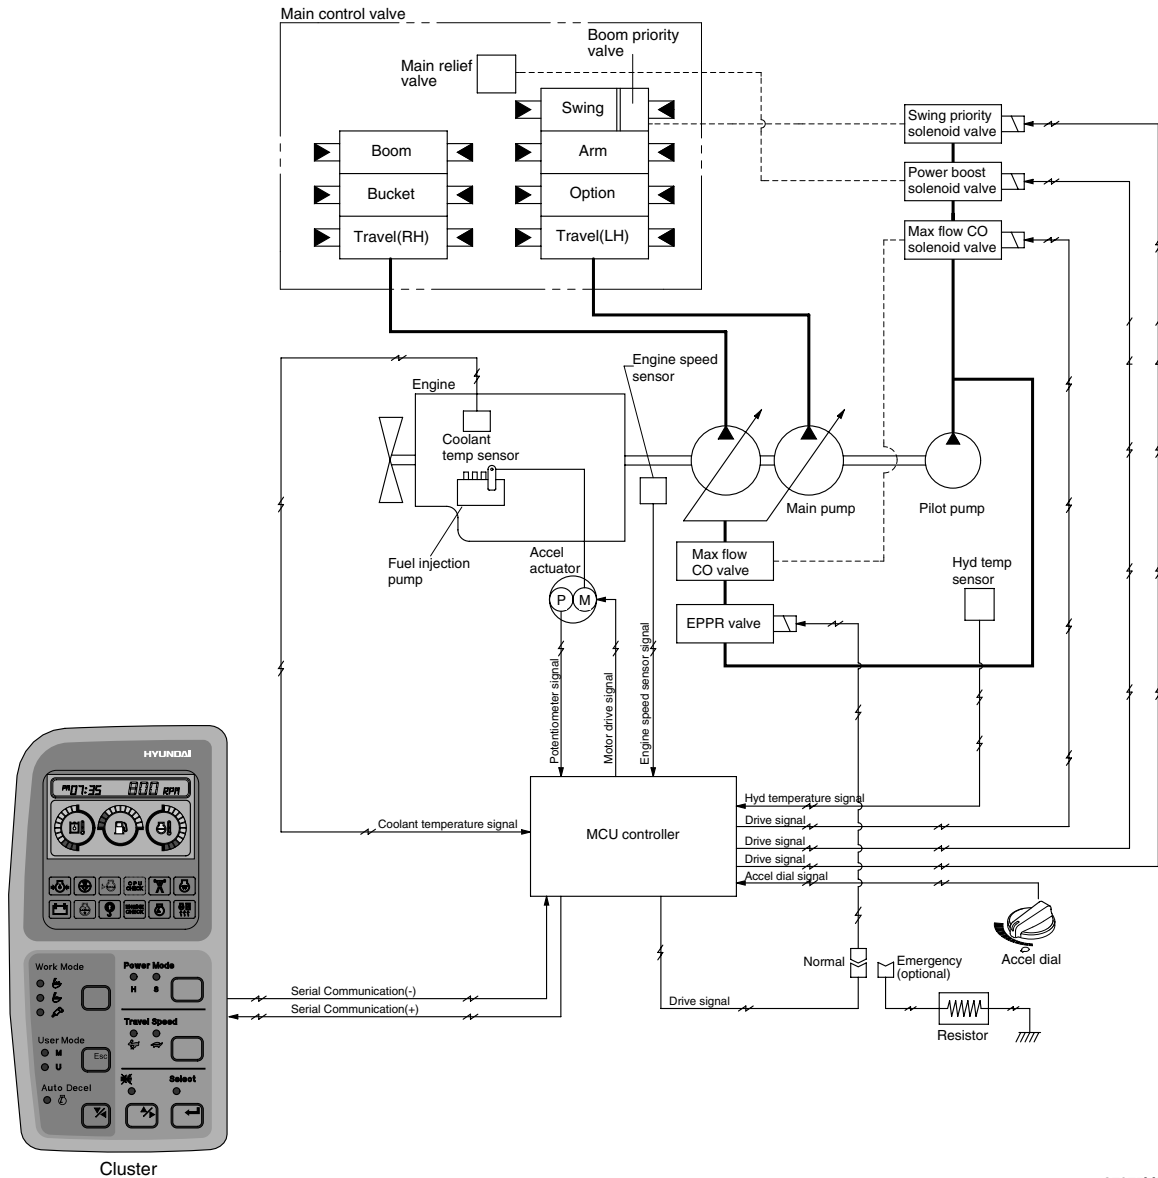 Main control valve
Boom priority
valve
Main relief
valve
Swing
Boom
Arm
Bucket
Option
Travel(RH)
Travel(LH)
Swing priority
solenoid valve
Power boost
solenoid valve
Max flow CO
solenoid valve
Engine speed
sensor
Engine
Coolant
temp sensor
Fuel injection
pump
Accel
actuator
P
M
Main pump
Pilot pump
Max flow
CO valve
EPPR valve
Hyd temp
sensor
Potentiometer signal
Motor drive signal
Engine speed sensor signal
HYUNDAI
07:35
800 RPM
Coolant temperature signal
MCU controller
Hyd temperature signal
Drive signal
Drive signal
Drive signal
Accel dial signal
CPU
CHECK
ENGINE
CHECK
Accel dial
Normal
Emergency
(optional)
Drive signal
Resistor
Serial Communication(-)
Serial Communication(+)
Work Mode
Power Mode
H
S
Travel Speed
User Mode
M
U
Esc
Auto Decel
Select
Cluster